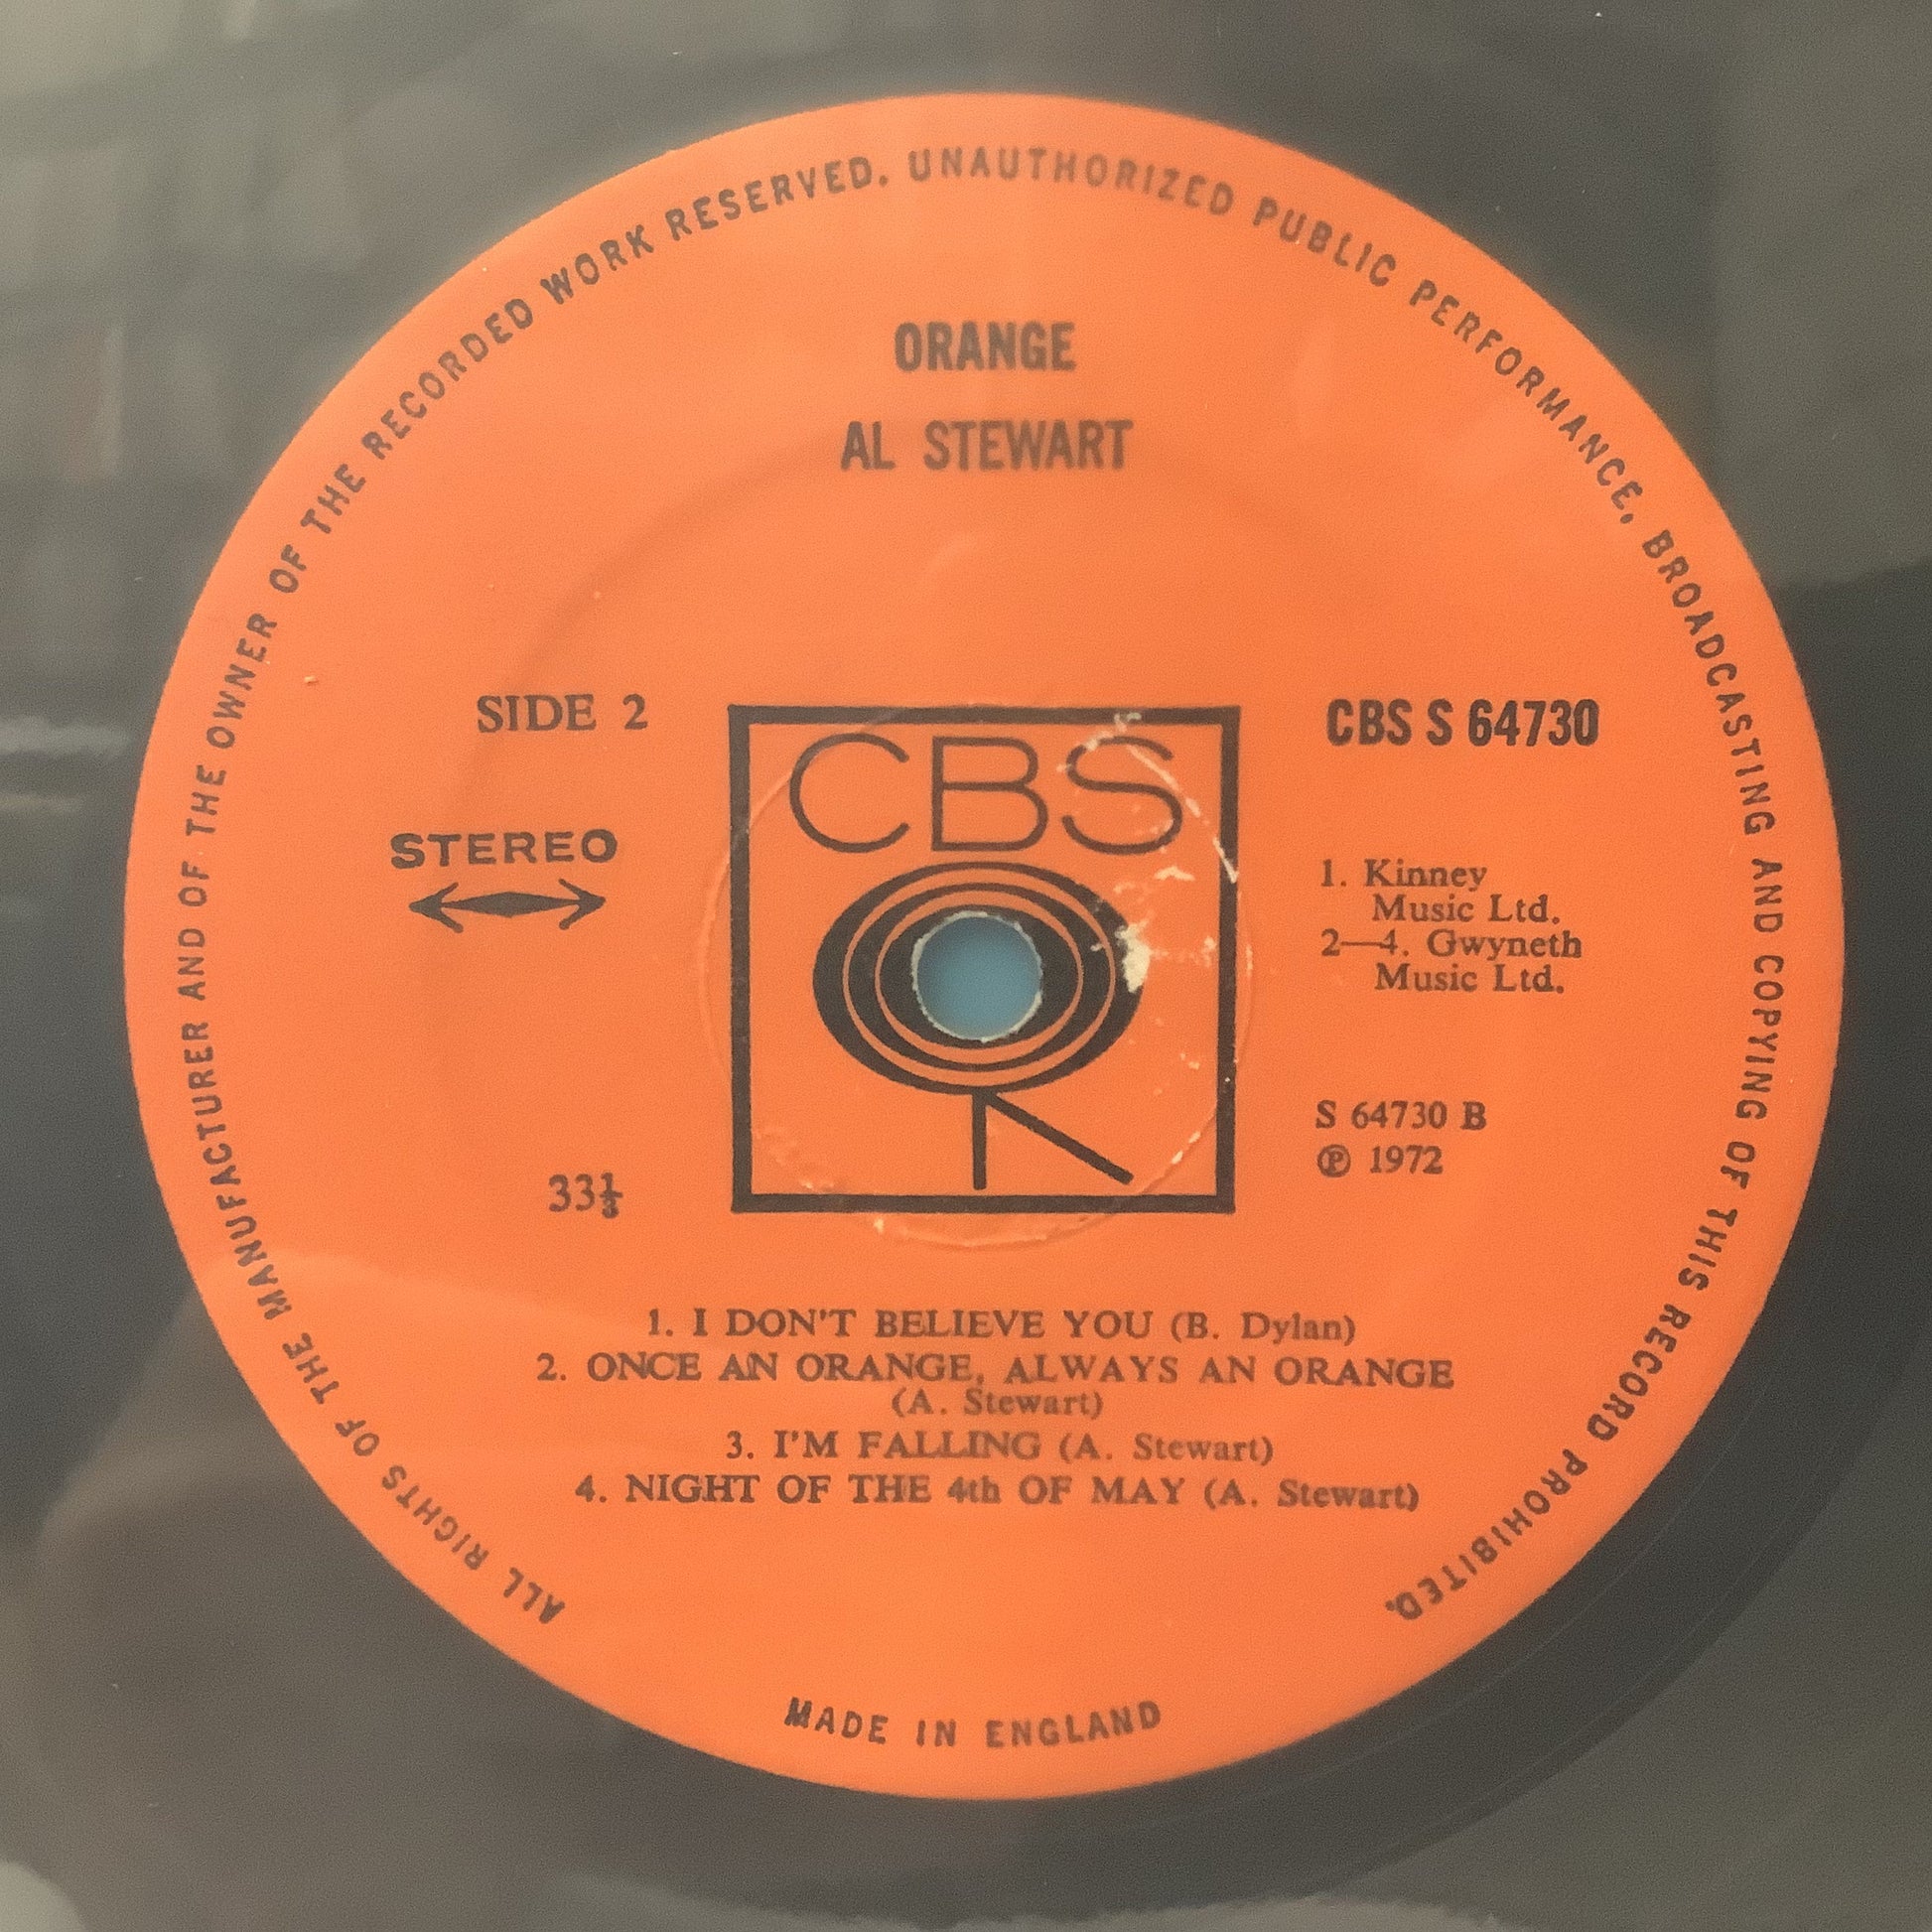 ALL RIGHTS OF THE MANUFACTURER AND OF THE OWNER OF THE RECORDED WORK RESERVED. UNAUTHORIZED PUBLIC PERFORMANCE, BROADCASTING AND COPYING OF THIS RECORD PROHIBITED.
ORANGE
AL STEWART
SIDE 2
STEREO
33⅓
CBS
CBS S 64730
1. Kinney
Music Ltd.
2—4. Gwyneth
Music Ltd.
S 64730 B
℗ 1972
1. I DON'T BELIEVE YOU (B. Dylan)
2. ONCE AN ORANGE, ALWAYS AN ORANGE
(A. Stewart)
3. I'M FALLING (A. Stewart)
4. NIGHT OF THE 4th OF MAY (A. Stewart)
MADE IN ENGLAND